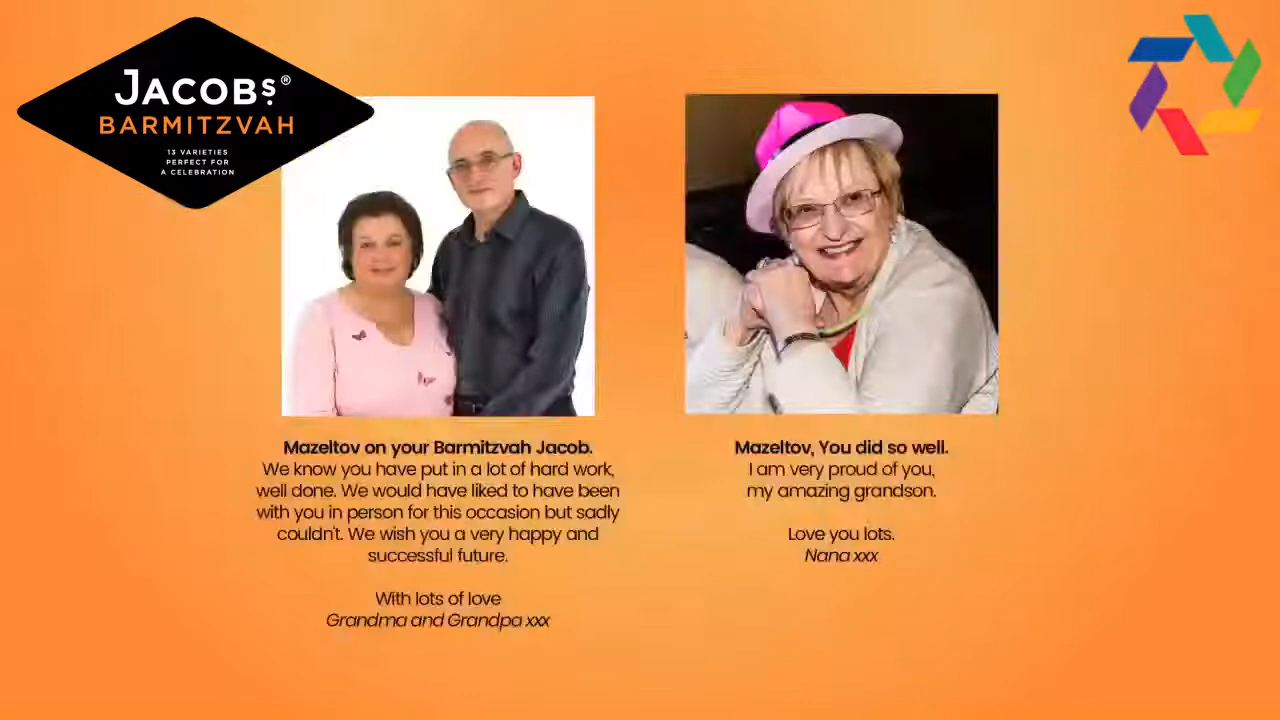 JACOBS®
BARMITZVAH
13 VARIETIES
PERFECT FOR
A CELEBRATION
Mazeltov on your Barmitzvah Jacob.
We know you have put in a lot of hard work,
well done. We would have liked to have been
with you in person for this occasion but sadly
couldn't. We wish you a very happy and
successful future.
With lots of love
Grandma and Grandpa xxx
Mazeltov, You did so well.
I am very proud of you,
my amazing grandson.
Love you lots.
Nana xxx